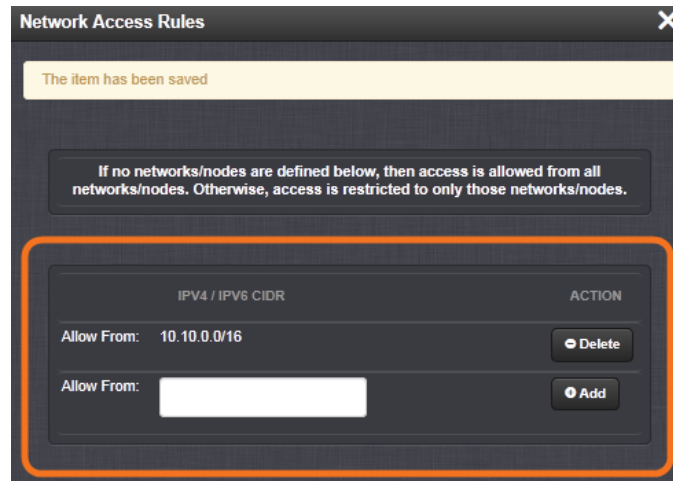 Network Access Rules
The item has been saved
If no networks/nodes are defined below, then access is allowed from all
networks/nodes. Otherwise, access is restricted to only those networks/nodes.
IPV4 / IPV6 CIDR ACTION
Allow From: 10.10.0.0/16 Delete
Allow From: Add